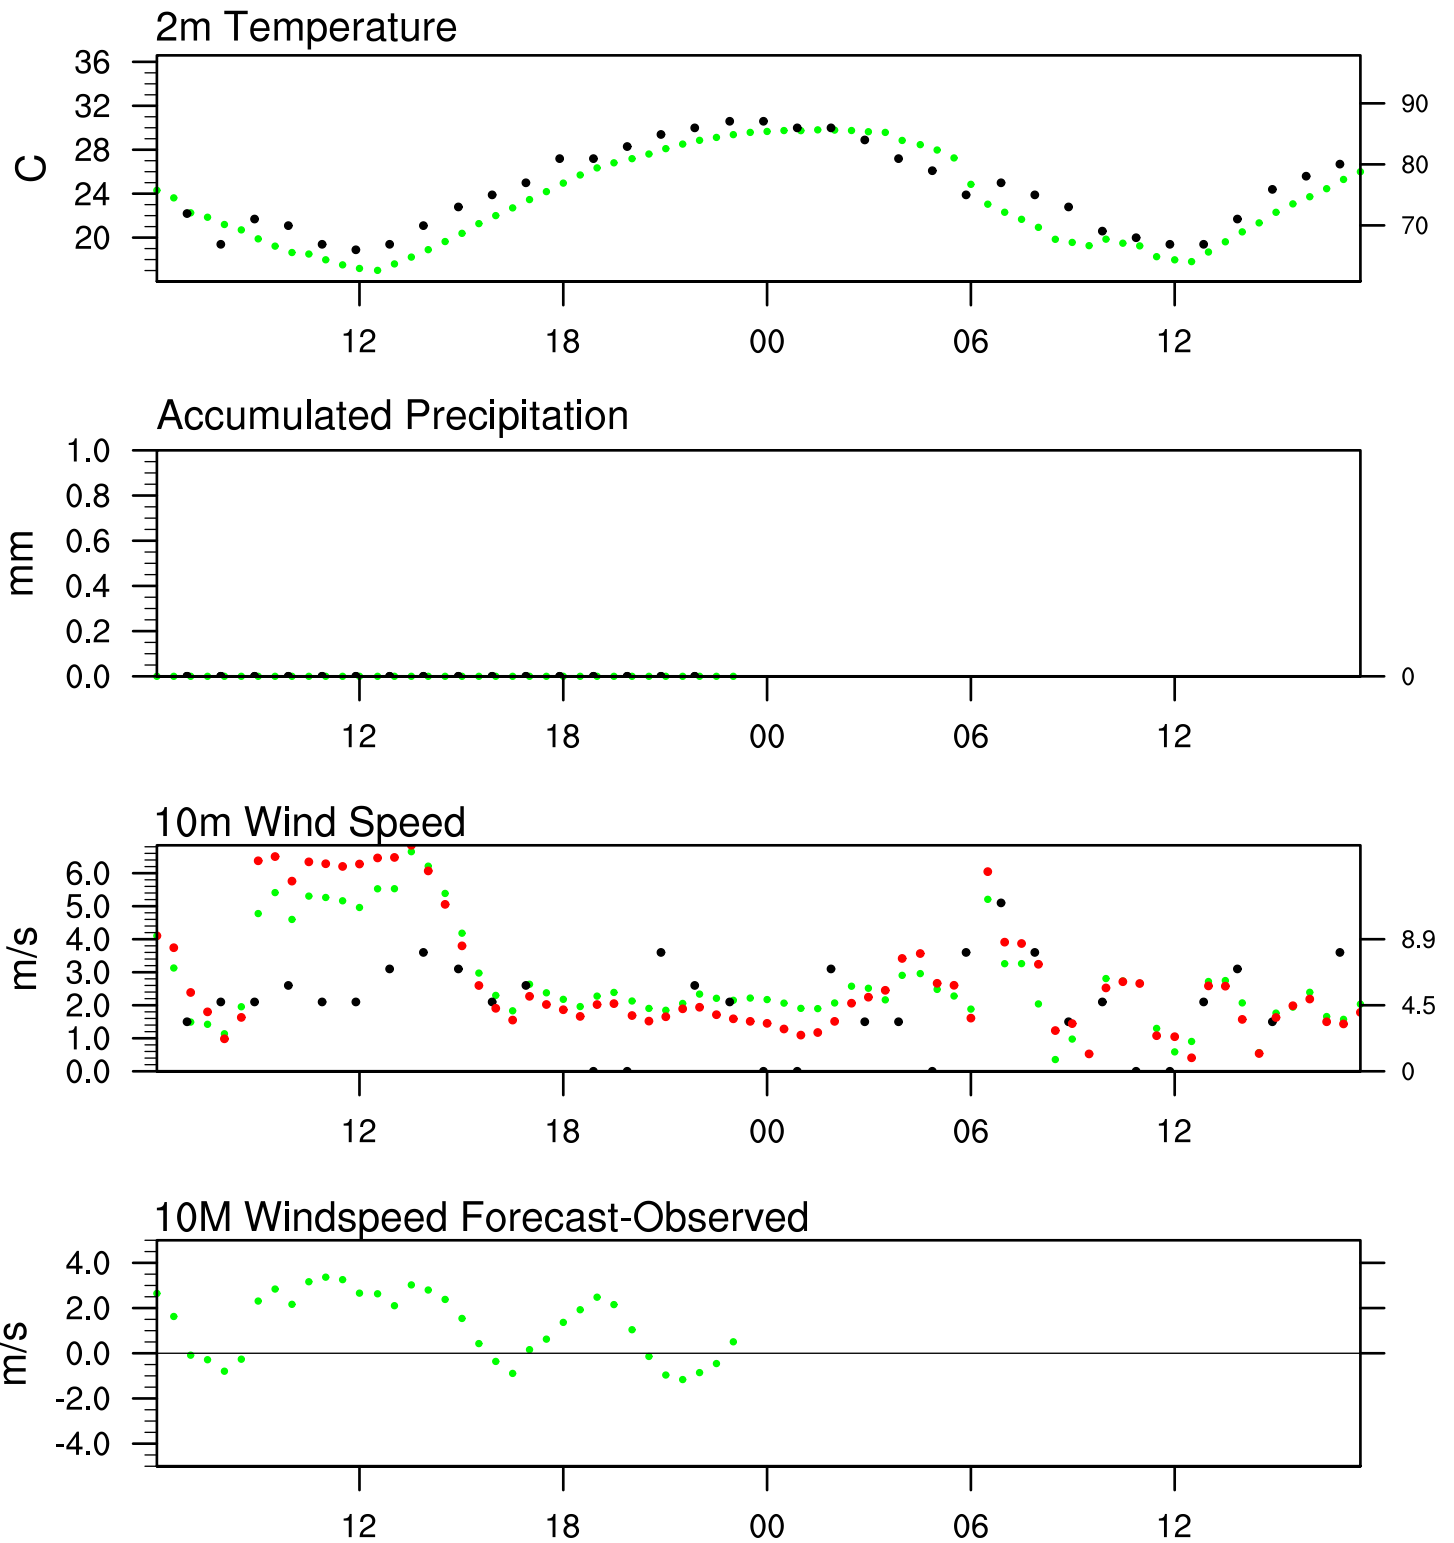 2m Temperature
36
32
28
24
20
C
90
80
70
12 18 00 06 12
Accumulated Precipitation
1.0
0.8
0.6
0.4
0.2
0.0
mm
0
12 18 00 06 12
10m Wind Speed
6.0
5.0
4.0
3.0
2.0
1.0
0.0
m/s
8.9
4.5
0
12 18 00 06 12
10M Windspeed Forecast-Observed
4.0
2.0
0.0
-2.0
-4.0
m/s
12 18 00 06 12